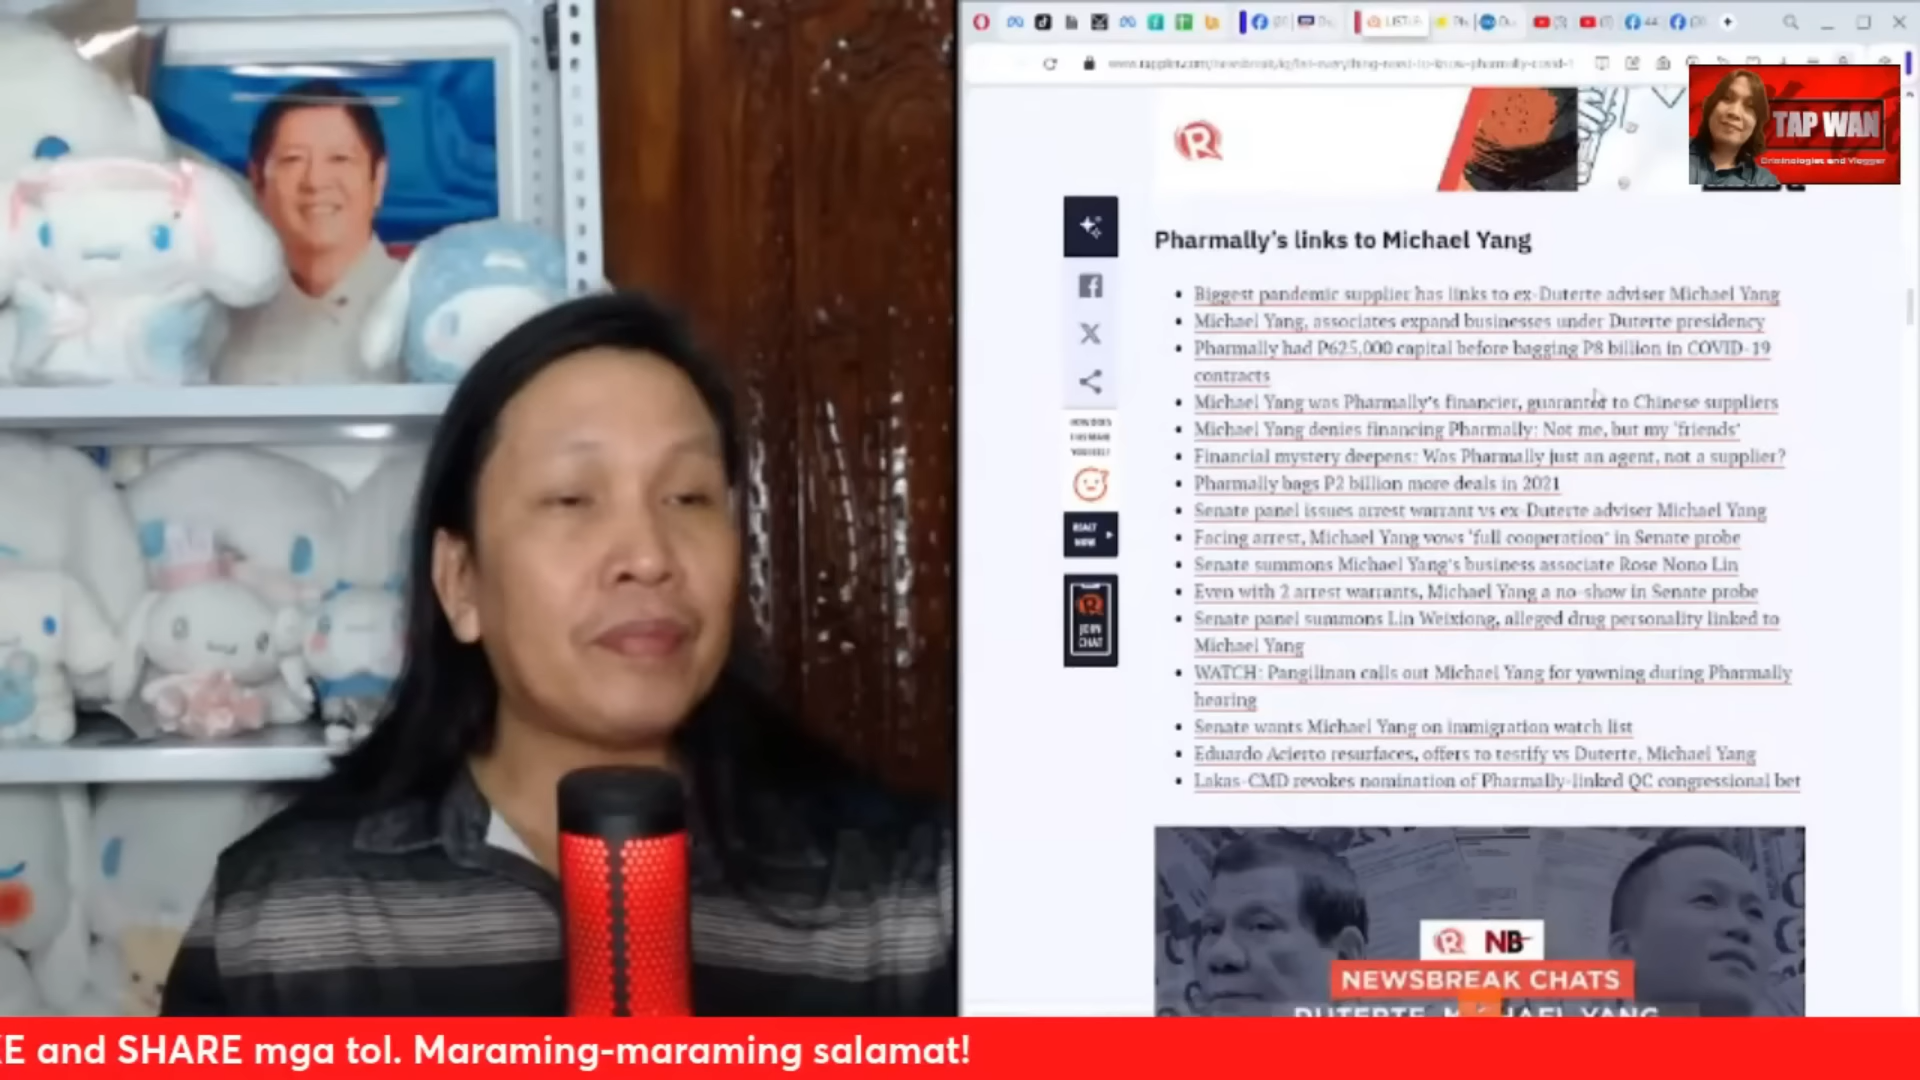 TAP WAN
Criminologist and Vlogger
Pharmally's links to Michael Yang
Biggest pandemic supplier has links to ex-Duterte adviser Michael Yang
Michael Yang, associates expand businesses under Duterte presidency
Pharmally had P625,000 capital before bagging P8 billion in COVID-19
contracts
Michael Yang was Pharmally's financier, guarantor to Chinese suppliers
Michael Yang denies financing Pharmally: Not me, but my 'friends'
Financial mystery deepens: Was Pharmally just an agent, not a supplier?
Pharmally bags P2 billion more deals in 2021
Senate panel issues arrest warrant vs ex-Duterte adviser Michael Yang
Facing arrest, Michael Yang vows 'full cooperation' in Senate probe
Senate summons Michael Yang's business associate Rose Nono Lin
Even with 2 arrest warrants, Michael Yang a no-show in Senate probe
Senate panel summons Lin Weixiong, alleged drug personality linked to
Michael Yang
WATCH: Pangilinan calls out Michael Yang for yawning during Pharmally
hearing
Senate wants Michael Yang on immigration watch list
Eduardo Acierto resurfaces, offers to testify vs Duterte, Michael Yang
Lakas-CMD revokes nomination of Pharmally-linked QC congressional bet
REACT
NOW
JOIN
CHAT
R NB
NEWSBREAK CHATS
KE and SHARE mga tol. Maraming-maraming salamat!